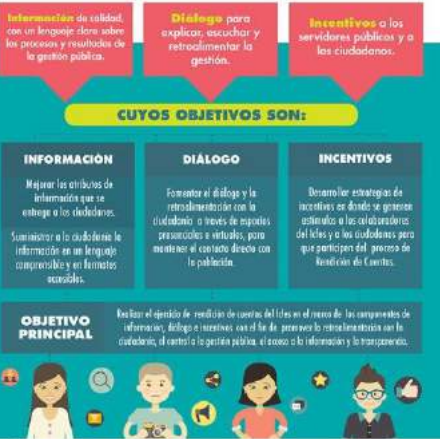 Información de calidad,
con un lenguaje claro sobre
los procesos y resultados de
la gestión pública.
Diálogo para
explicar, escuchar y
retroalimentar la
gestión.
Incentivos a los
servidores públicos y a
los ciudadanos.
CUYOS OBJETIVOS SON:
INFORMACIÓN
Mejorar los atributos de
información que se
entrega a los ciudadanos.
Suministrar a la ciudadanía la
información en un lenguaje
comprensible y en formatos
accesibles.
DIÁLOGO
Fomentar el diálogo y la
retroalimentación con la
ciudadanía a través de espacios
presenciales e virtuales, para
mantener el contacto directo con
la población.
INCENTIVOS
Desarrollar estrategias de
incentivos en donde se generen
estímulos a los colaboradores
del Icfes y a los ciudadanos para
que participen del proceso de
Rendición de Cuentas.
OBJETIVO
PRINCIPAL
Realizar el ejercicio de rendición de cuentas del Icfes en el marco de los componentes de
información, diálogo e incentivos con el fin de promover la retroalimentación con la
ciudadanía, el control a la gestión pública, el acceso a la información y la transparencia.